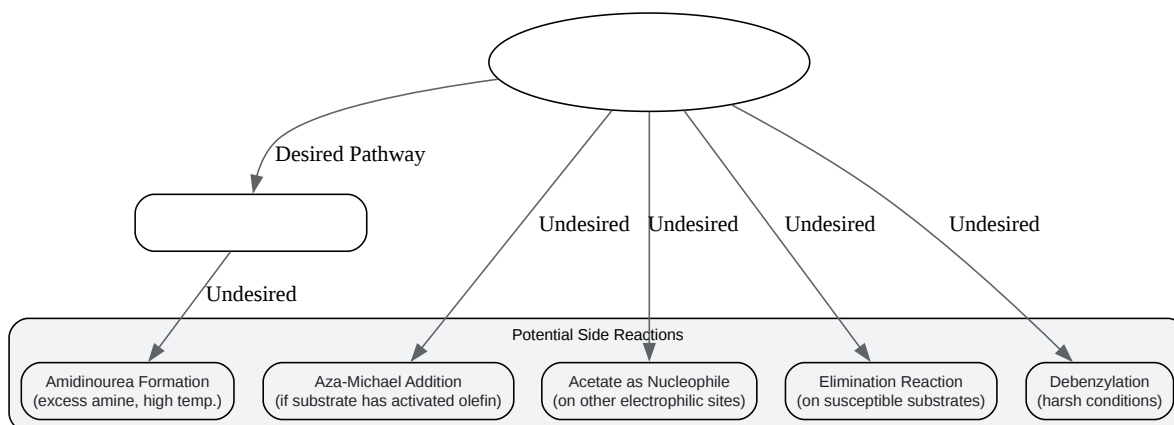 Desired Pathway
Undesired Undesired Undesired Undesired
Undesired
Potential Side Reactions
Amidinourea Formation
(excess amine, high temp.)
Aza-Michael Addition
(if substrate has activated olefin)
Acetate as Nucleophile
(on other electrophilic sites)
Elimination Reaction
(on susceptible substrates)
Debenzylation
(harsh conditions)